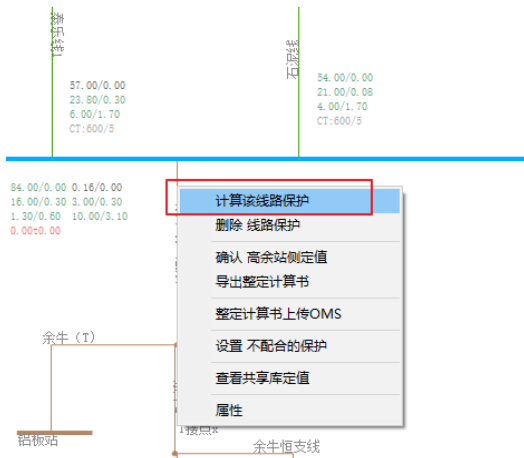 泰乐线1
石泥线
57.00/0.00
23.80/0.30
6.00/1.70
CT:600/5
54.00/0.00
21.00/0.08
4.00/1.70
CT:600/5
84.00/0.00 0.16/0.00
16.00/0.30 3.00/0.30
1.30/0.60 10.00/3.10
0.00±0.00
计算该线路保护
删除 线路保护
确认 高余站侧定值
导出整定计算书
整定计算书上传OMS
设置 不配合的保护
查看共享库定值
属性
余牛（T）
铝板站
T接点x
余牛恒支线